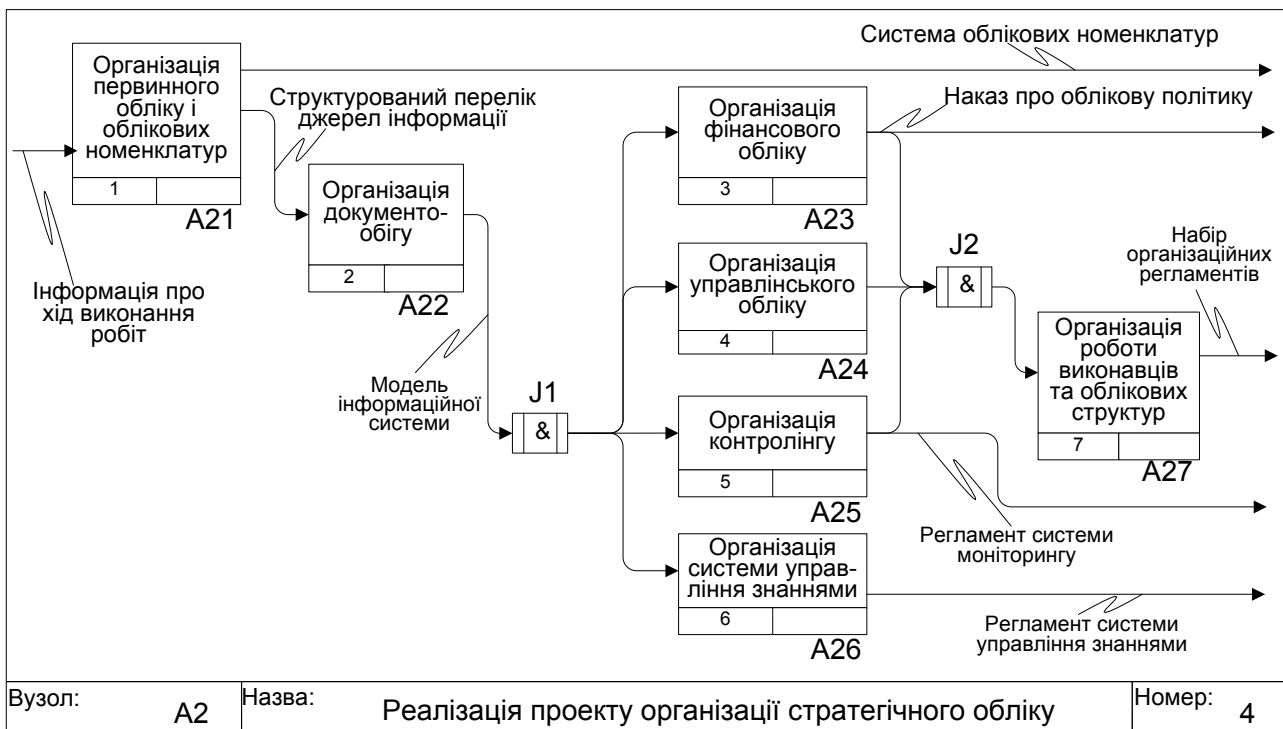 Система облікових номенклатур
Організація
первинного
обліку і
облікових
номенклатур
1
A21
Структурований перелік
джерел інформації
Організація
фінансового
обліку
3
A23
Наказ про облікову політику
Організація
документо-
обігу
2
A22
Інформація про
хід виконання
робіт
Організація
управлінського
обліку
4
A24
J2
&
Набір
організаційних
регламентів
Організація
роботи
виконавців
та облікових
структур
7
A27
Модель
інформаційної
системи
J1
&
Організація
контролінгу
5
A25
Регламент системи
моніторингу
Організація
системи управ-
ління знаннями
6
A26
Регламент системи
управління знаннями
Вузол:
A2
Назва:
Реалізація проекту організації стратегічного обліку
Номер:
4